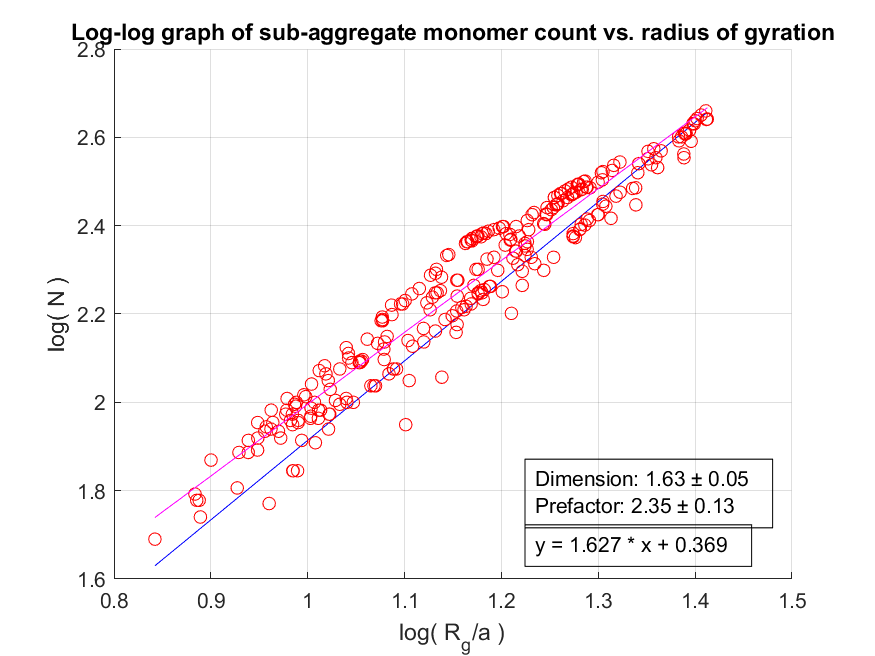 Log-log graph of sub-aggregate monomer count vs. radius of gyration
2.8
2.6
2.4
2.2
2
1.8
1.6
log( N )
Dimension: 1.63 ± 0.05
Prefactor: 2.35 ± 0.13
y = 1.627 * x + 0.369
0.8 0.9 1 1.1 1.2 1.3 1.4 1.5
log( R_g/a )